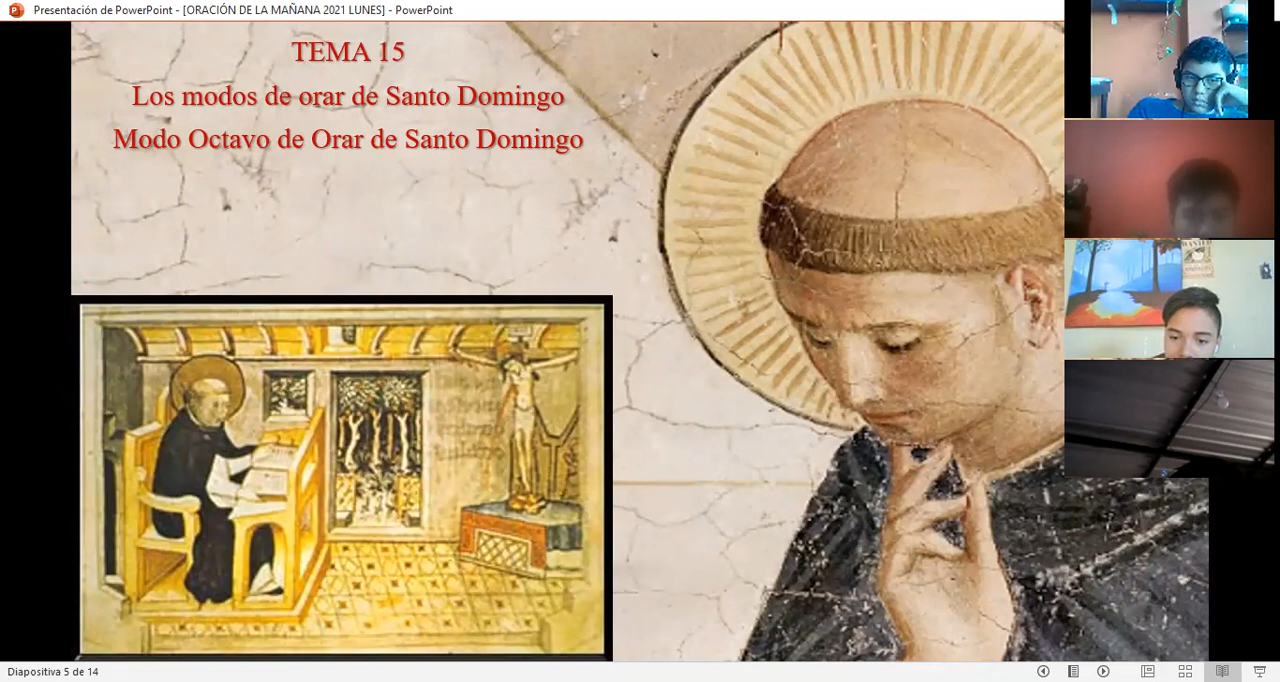 Presentación de PowerPoint - [ORACIÓN DE LA MAÑANA 2021 LUNES] - PowerPoint
TEMA 15
Los modos de orar de Santo Domingo
Modo Octavo de Orar de Santo Domingo
WANTED
Diapositiva 5 de 14